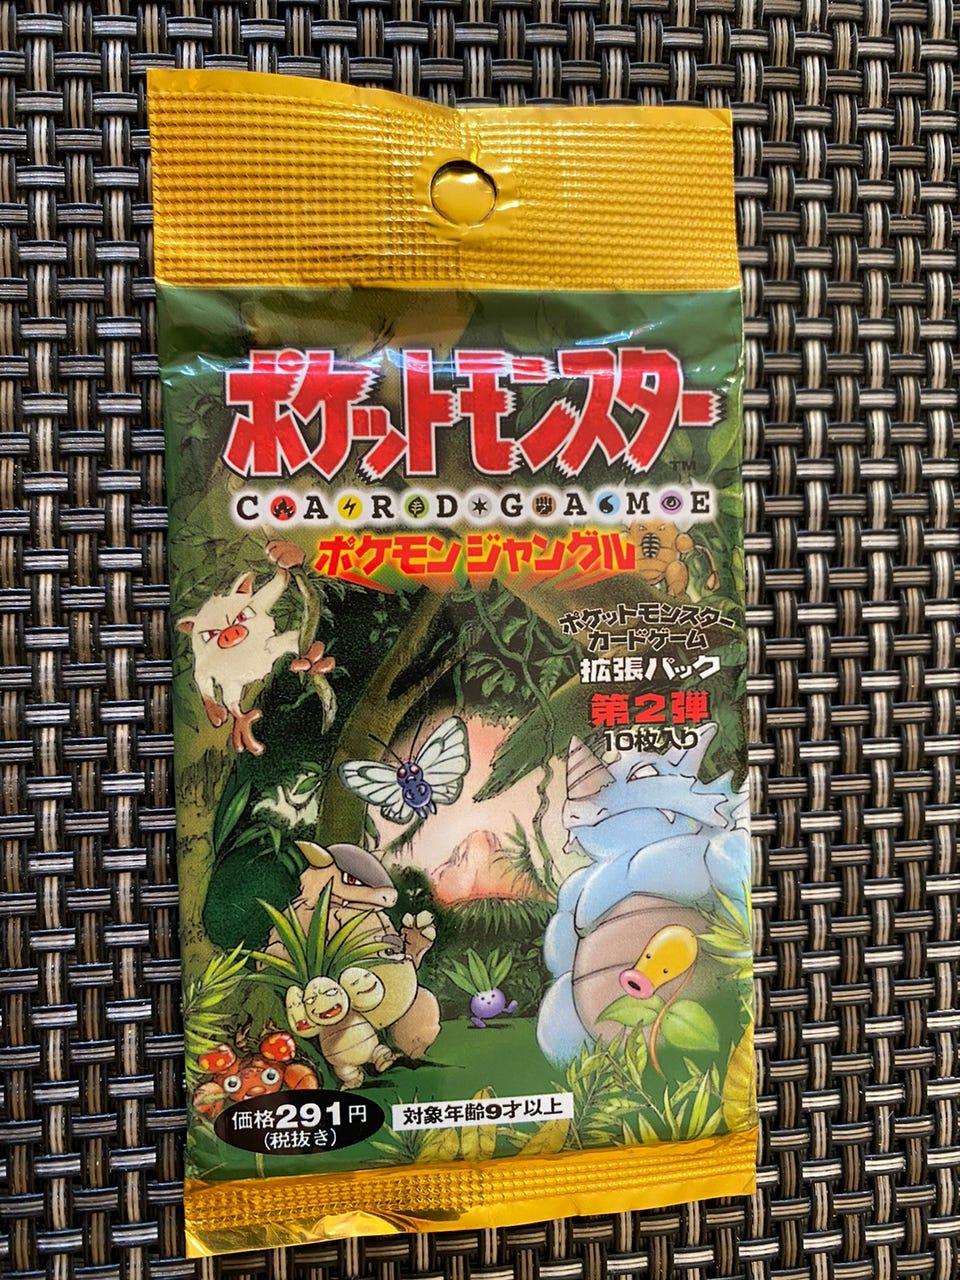 ポケットモンスター
TM
CARD GAME
ポケモンジャングル
ポケットモンスター
カードゲーム
拡張パック
第2弾
10枚入り
価格291円
(税抜き)
対象年齢9才以上